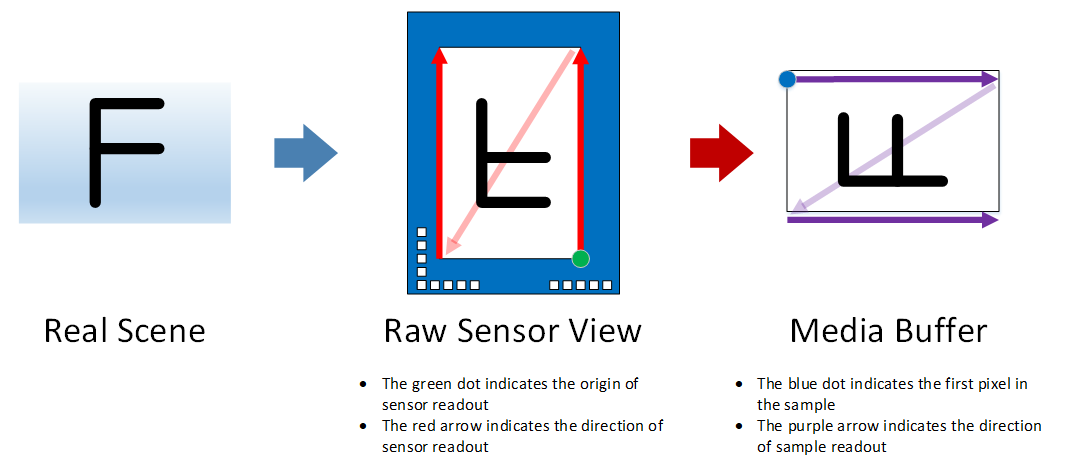 F
Real Scene
Raw Sensor View
Media Buffer
• The green dot indicates the origin of
sensor readout
• The red arrow indicates the direction of
sensor readout
• The blue dot indicates the first pixel in
the sample
• The purple arrow indicates the direction
of sample readout